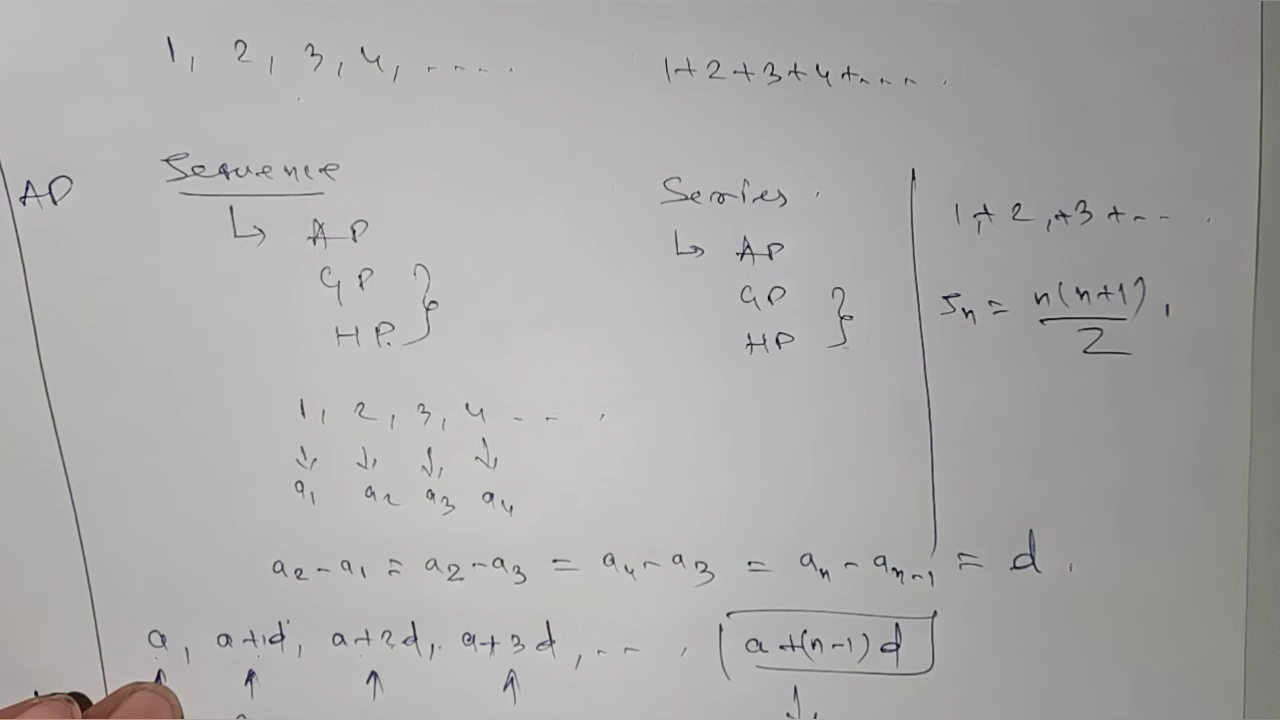 1, 2, 3, 4, .....
1+2+3+4+.... .
AP
Sequence
↳ AP
GP
HP.
Series .
↳ AP
GP
HP
1,+ 2,+3 +-- .
Sn = n(n+1)/2 ,
1, 2, 3, 4 -- .
a1 a2 a3 a4
a2-a1 = a2-a3 = a4-a3 = an-an-1 = d .
a, a+1d, a+2d, a+3d, -- . a+(n-1)d